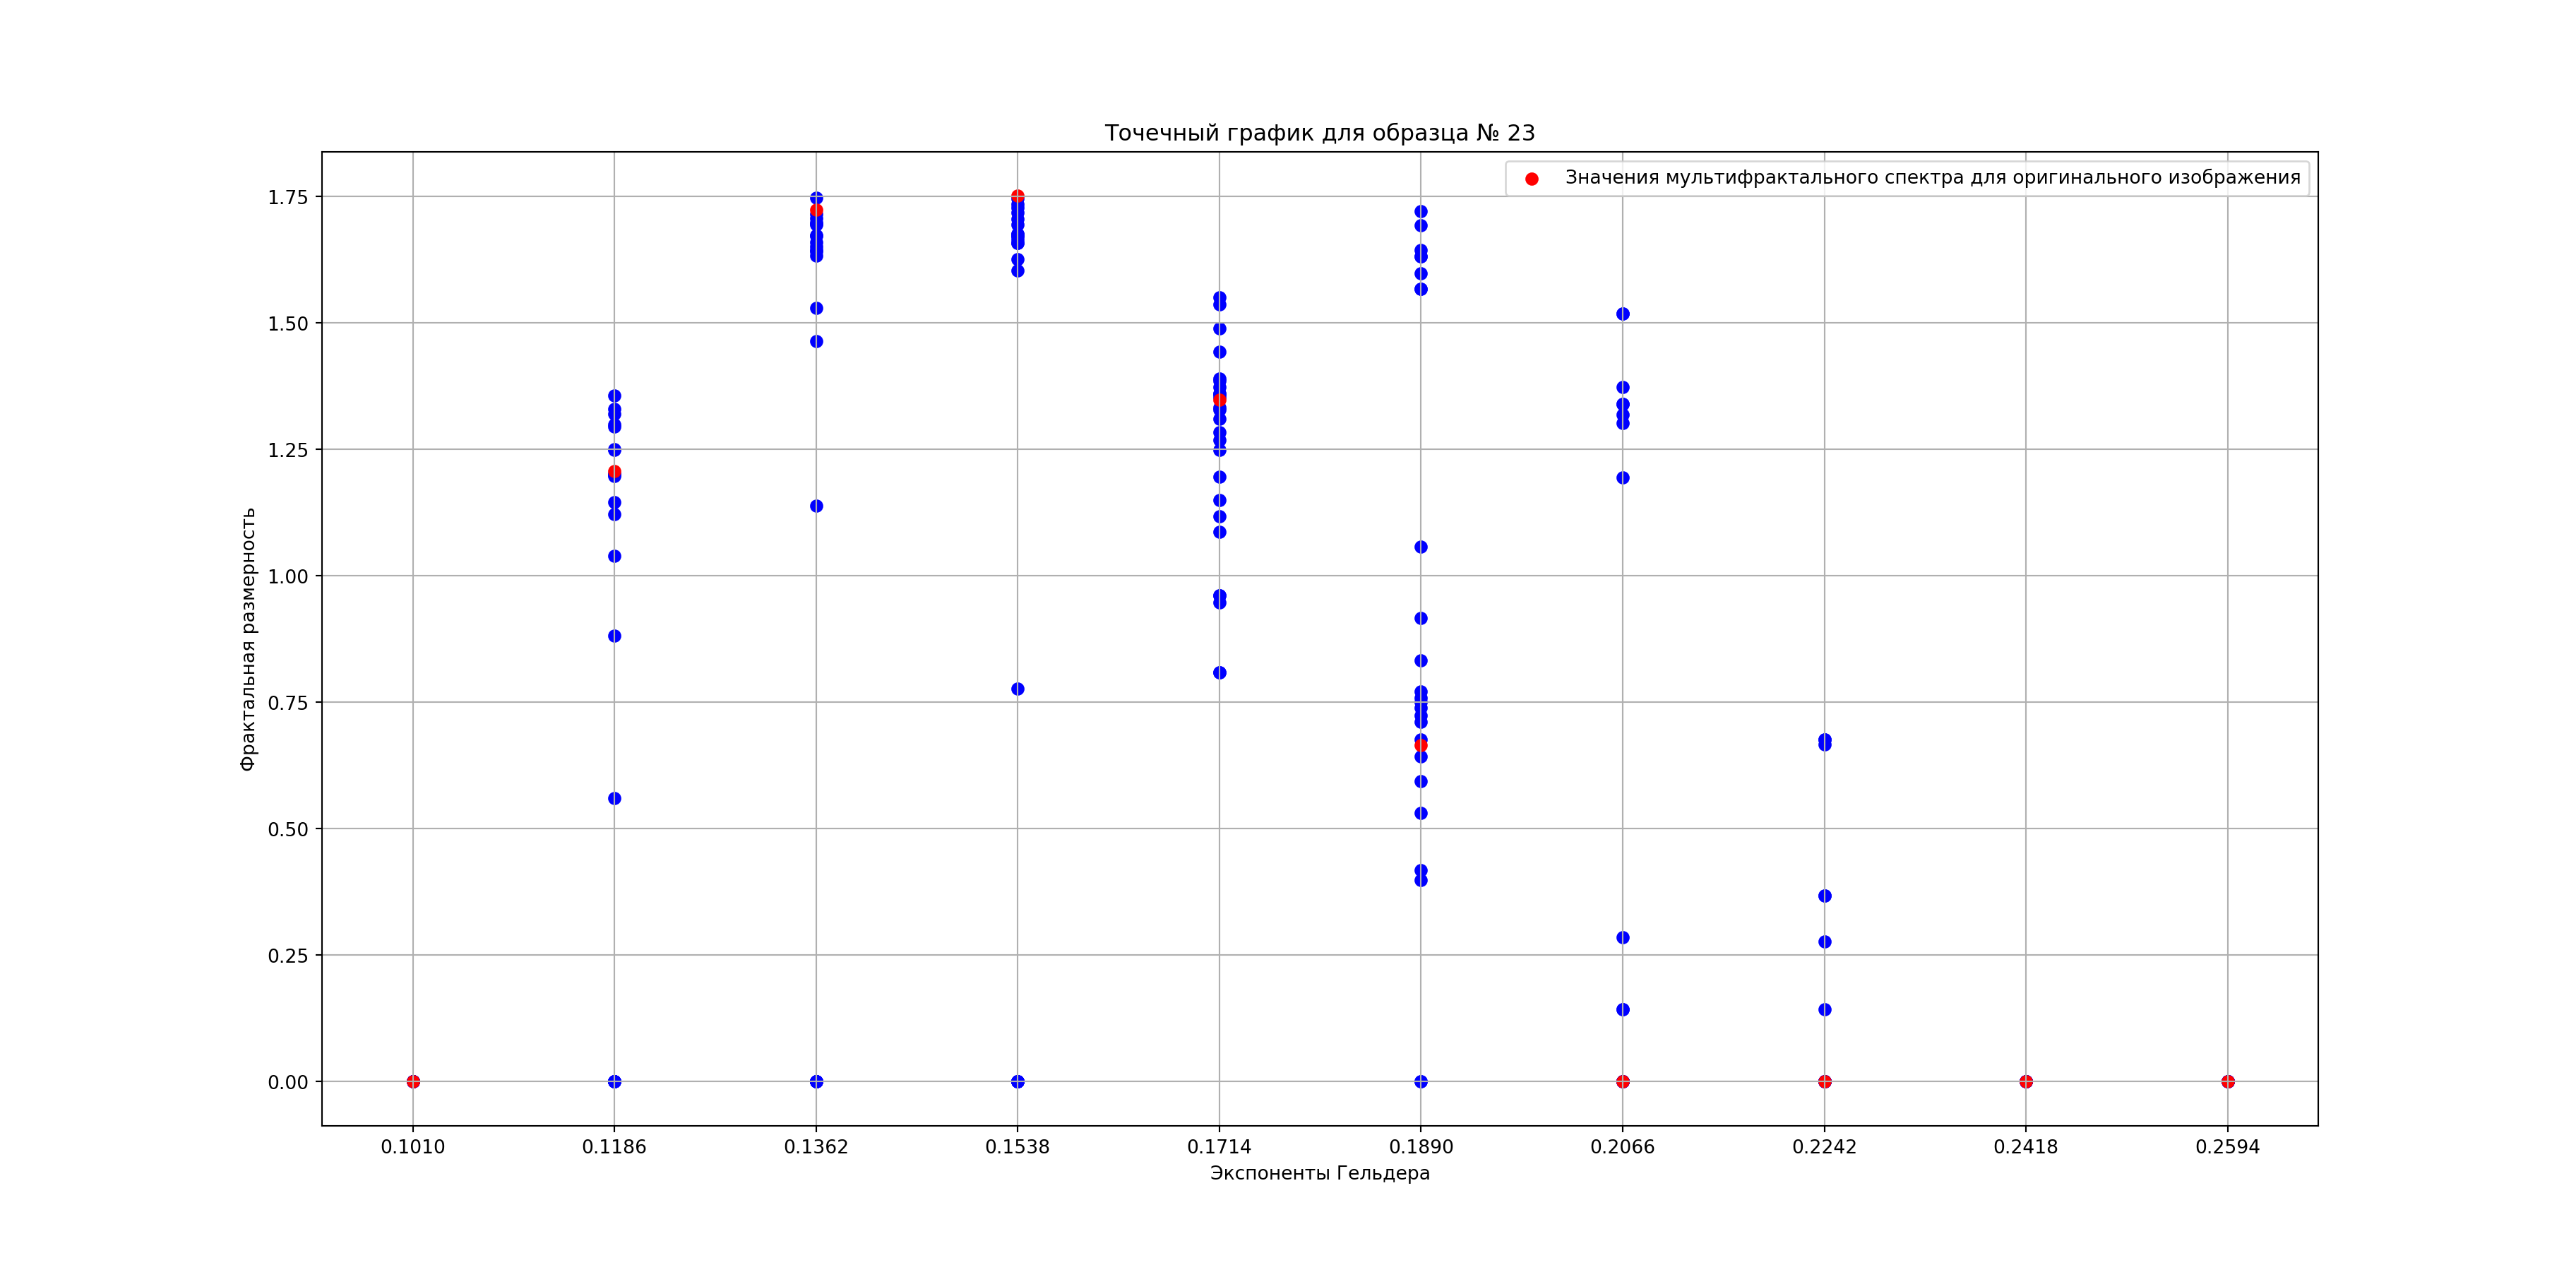 Точечный график для образца № 23
Значения мультифрактального спектра для оригинального изображения
Фрактальная размерность
1.75
1.50
1.25
1.00
0.75
0.50
0.25
0.00
0.1010 0.1186 0.1362 0.1538 0.1714 0.1890 0.2066 0.2242 0.2418 0.2594
Экспоненты Гельдера